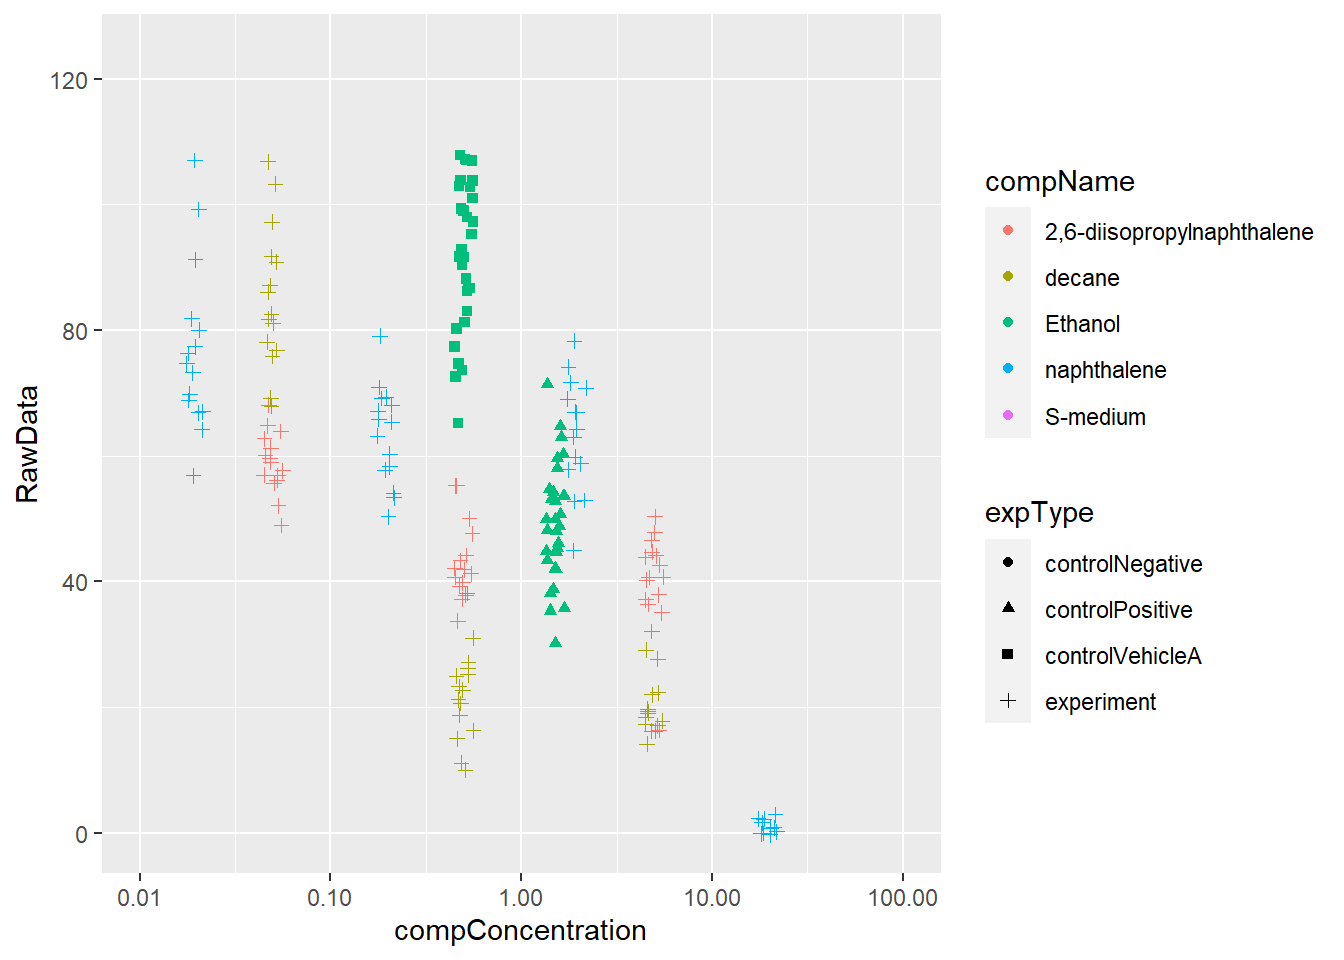 120
80
40
0
RawData
0.01
0.10
1.00
10.00
100.00
compConcentration
compName
2,6-diisopropylnaphthalene
decane
Ethanol
naphthalene
S-medium
expType
controlNegative
controlPositive
controlVehicleA
experiment